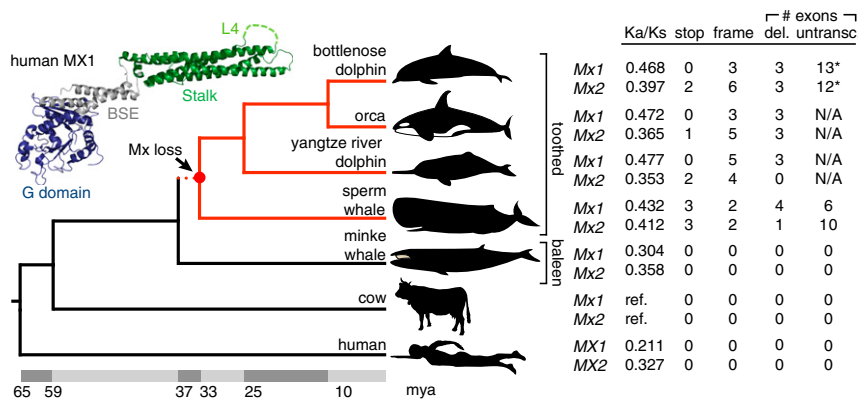 L4
human MX1
Stalk
BSE
G domain
Mx loss
bottlenose
dolphin
orca
yangtze river
dolphin
sperm
whale
minke
whale
cow
human
toothed
baleen
65 59 37 33 25 10 mya
# exons
Ka/Ks stop frame del. untransc
Mx1 0.468 0 3 3 13*
Mx2 0.397 2 6 3 12*
Mx1 0.472 0 3 3 N/A
Mx2 0.365 1 5 3 N/A
Mx1 0.477 0 5 3 N/A
Mx2 0.353 2 4 0 N/A
Mx1 0.432 3 2 4 6
Mx2 0.412 3 2 1 10
Mx1 0.304 0 0 0 0
Mx2 0.358 0 0 0 0
Mx1 ref. 0 0 0 0
Mx2 ref. 0 0 0 0
MX1 0.211 0 0 0 0
MX2 0.327 0 0 0 0